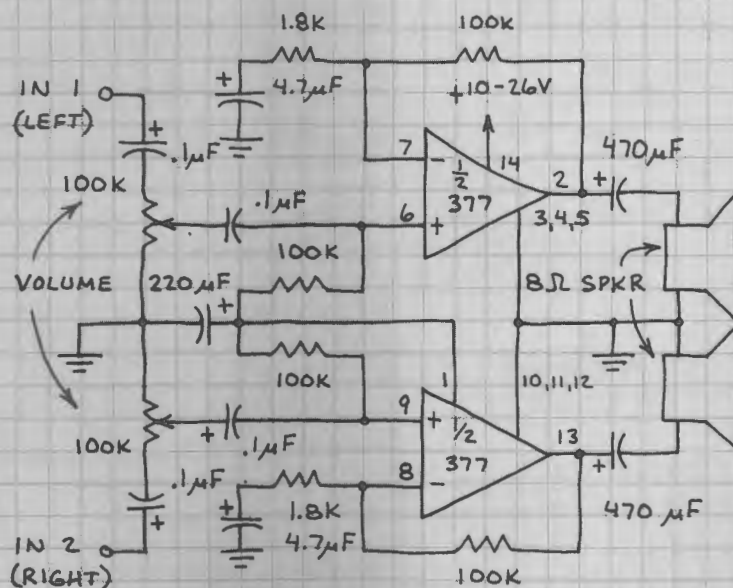 1.8K
100K
IN 1
(LEFT)
+
+
4.7µF
+10-26V
.1µF
7
-
1/2
377
14
470µF
+
2
100K
.1µF
6
+
3,4,5
100K
VOLUME
220µF
+
8Ω SPKR
100K
1
10,11,12
9
+
1/2
377
13
+
.1µF
8
-
+
100K
.1µF
+
+
1.8K
4.7µF
470µF
IN 2
(RIGHT)
100K